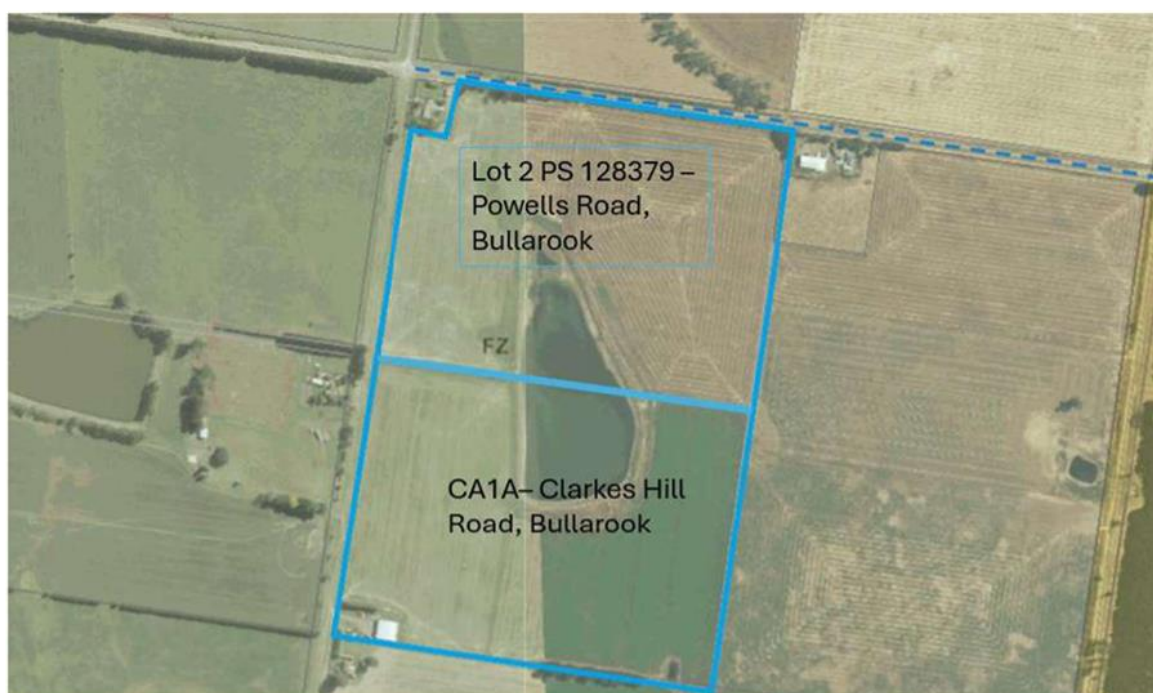 Lot 2 PS 128379 –
Powells Road,
Bullarook
FZ
CA1A– Clarkes Hill
Road, Bullarook